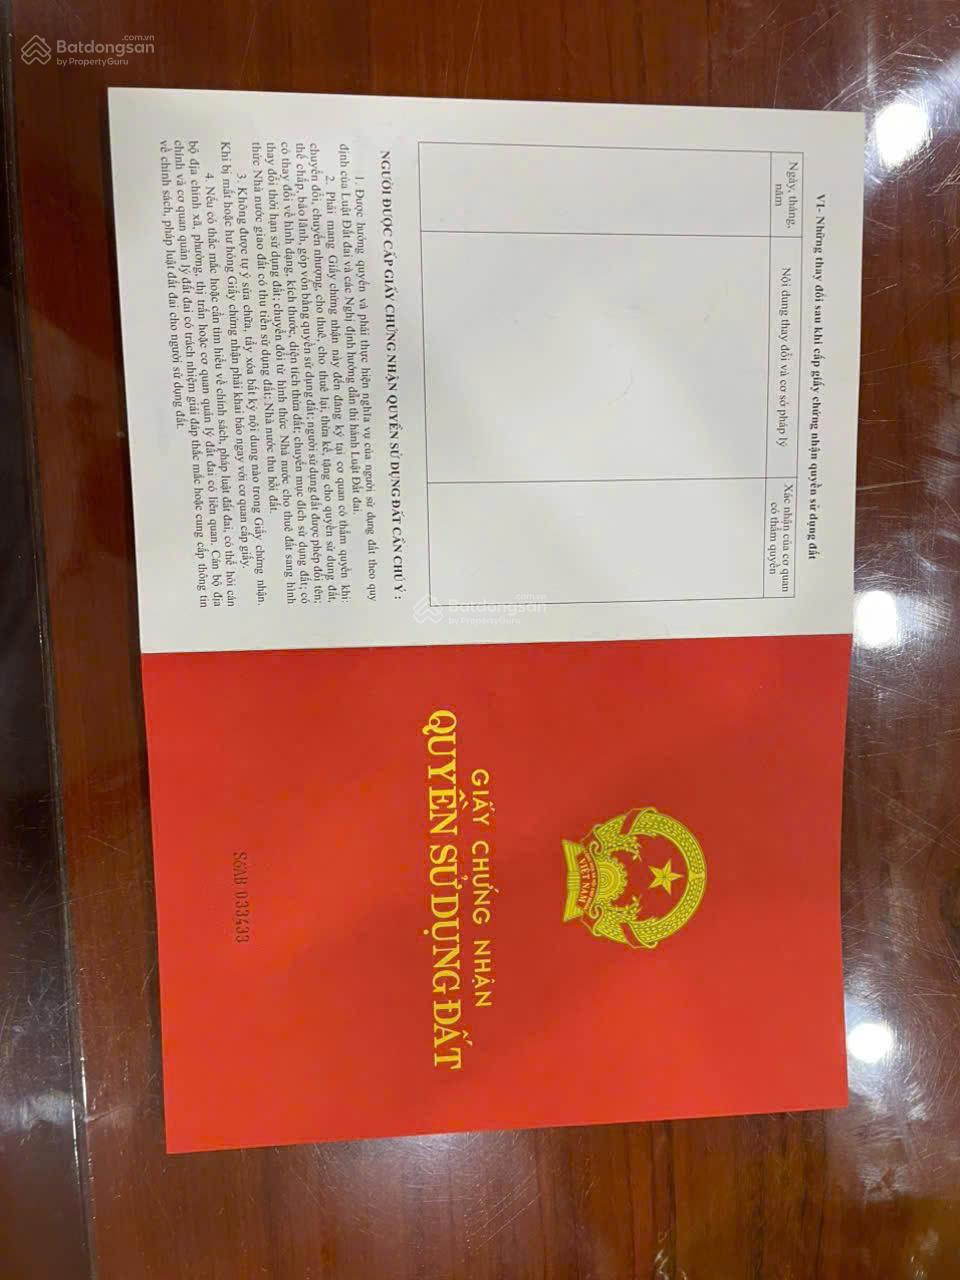 Batdongsan
.com.vn
by PropertyGuru
VI- Những thay đổi sau khi cấp giấy chứng nhận quyền sử dụng đất
Ngày, tháng,
năm
Nội dung thay đổi và cơ sở pháp lý
Xác nhận của cơ quan
có thẩm quyền
NGƯỜI ĐƯỢC CẤP GIẤY CHỨNG NHẬN QUYỀN SỬ DỤNG ĐẤT CẦN CHÚ Ý :
1. Được hưởng quyền và phải thực hiện nghĩa vụ của người sử dụng đất theo quy
định của Luật Đất đai và các Nghị định hướng dẫn thi hành Luật Đất đai.
2. Phải mang Giấy chứng nhận này đến đăng ký tại cơ quan có thẩm quyền khi:
chuyển đổi, chuyển nhượng, cho thuê, cho thuê lại, thừa kế, tặng cho quyền sử dụng đất,
thế chấp, bảo lãnh, góp vốn bằng quyền sử dụng đất; người sử dụng đất được phép đổi tên;
có thay đổi về hình dạng, kích thước, diện tích thửa đất; chuyển mục đích sử dụng đất; có
thay đổi thời hạn sử dụng đất; chuyển đổi từ hình thức Nhà nước cho thuê đất sang hình
thức Nhà nước giao đất có thu tiền sử dụng đất; Nhà nước thu hồi đất.
3. Không được tự ý sửa chữa, tẩy xóa bất kỳ nội dung nào trong Giấy chứng nhận.
Khi bị mất hoặc hư hỏng Giấy chứng nhận phải khai báo ngay với cơ quan cấp giấy.
4. Nếu có thắc mắc hoặc cần tìm hiểu về chính sách, pháp luật đất đai, có thể hỏi cán
bộ địa chính xã, phường, thị trấn hoặc cơ quan quản lý đất đai có liên quan. Cán bộ địa
chính và cơ quan quản lý đất đai có trách nhiệm giải đáp thắc mắc hoặc cung cấp thông tin
về chính sách, pháp luật đất đai cho người sử dụng đất.
Batdongsan
.com.vn
by PropertyGuru
VIỆT NAM
GIẤY CHỨNG NHẬN
QUYỀN SỬ DỤNG ĐẤT
Số AB 033433